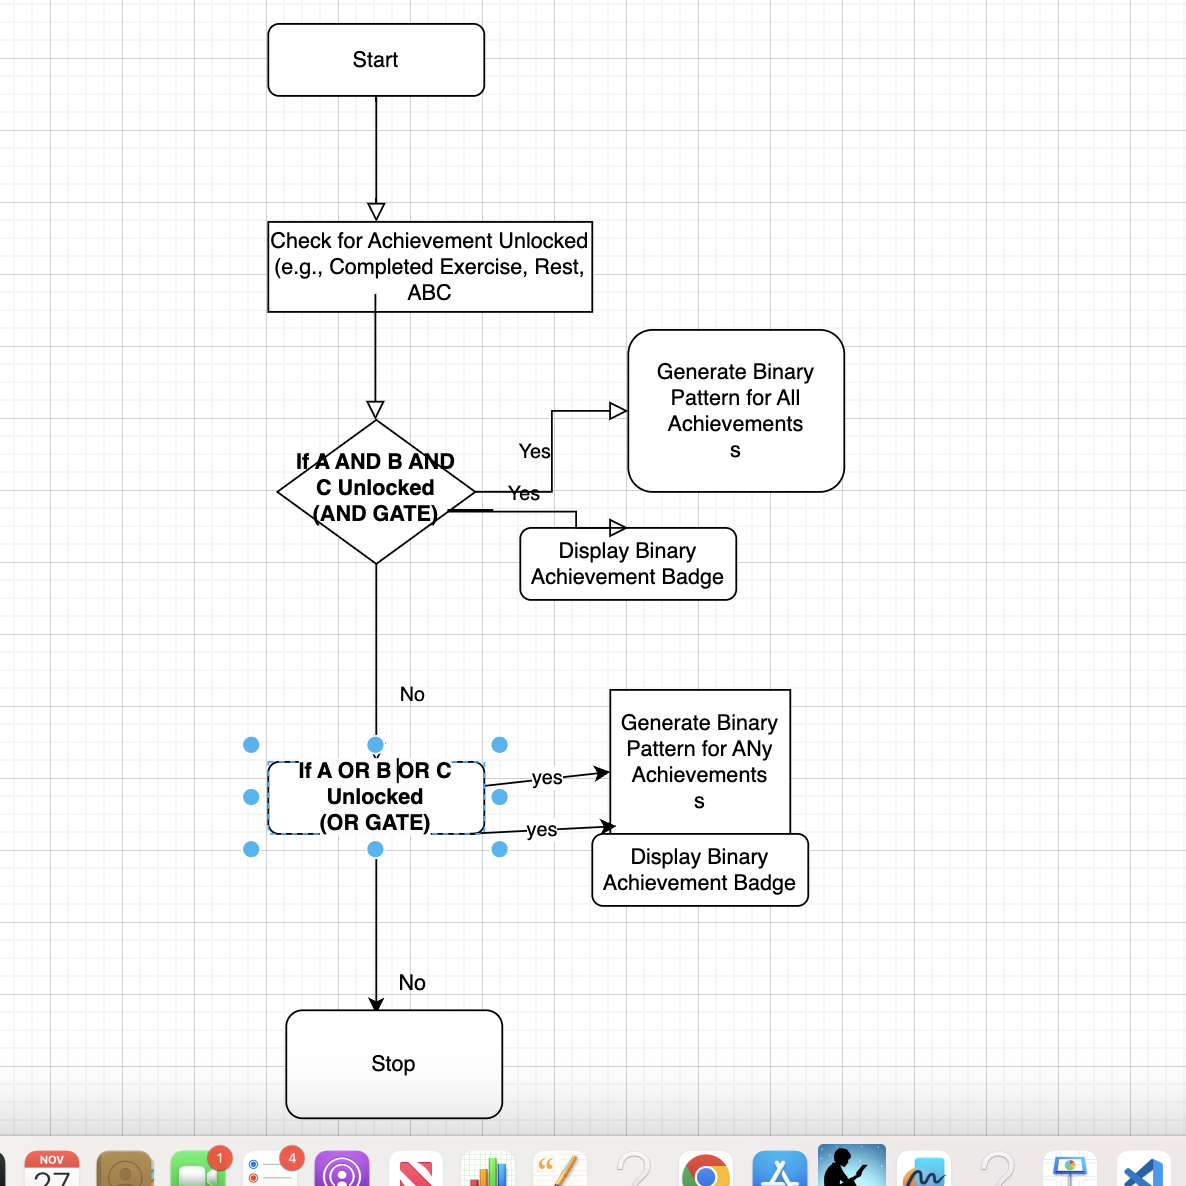 Start
Check for Achievement Unlocked
(e.g., Completed Exercise, Rest,
ABC
Generate Binary
Pattern for All
Achievements
s
Yes
If A AND B AND
C Unlocked
(AND GATE)
Yes
Display Binary
Achievement Badge
No
Generate Binary
Pattern for ANy
Achievements
s
If A OR B OR C
Unlocked
(OR GATE)
yes
yes
Display Binary
Achievement Badge
No
Stop
NOV
27
1
4